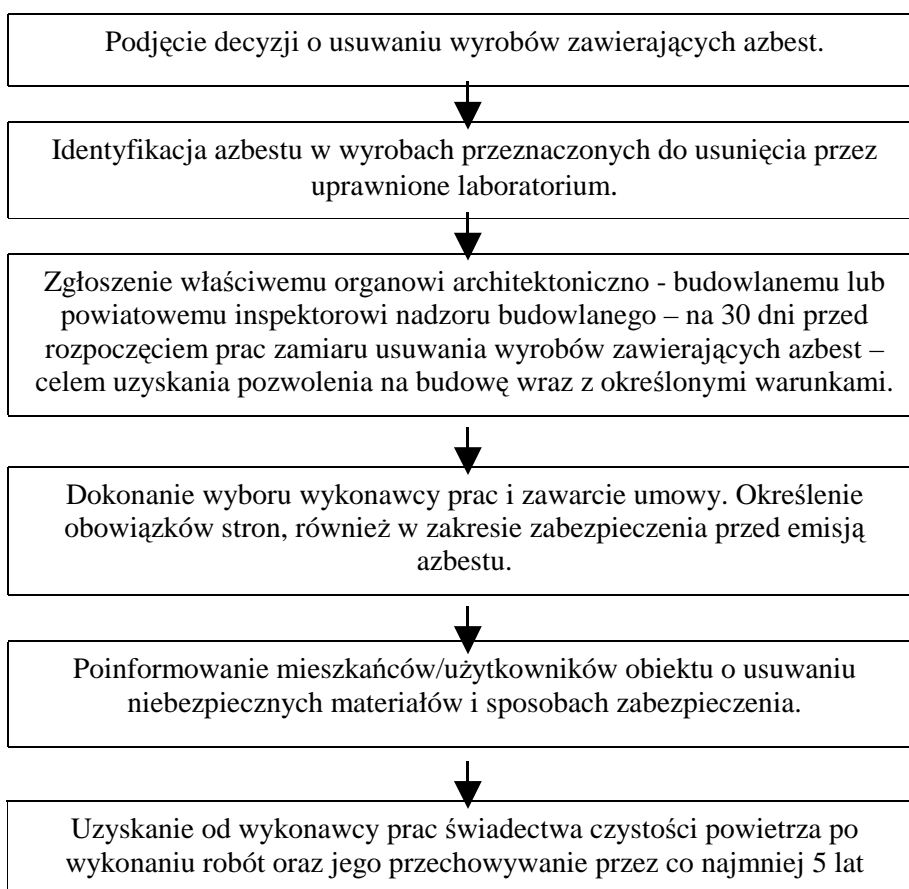 Podjęcie decyzji o usuwaniu wyrobów zawierających azbest.
Identyfikacja azbestu w wyrobach przeznaczonych do usunięcia przez
uprawnione laboratorium.
Zgłoszenie właściwemu organowi architektoniczno - budowlanemu lub
powiatowemu inspektorowi nadzoru budowlanego – na 30 dni przed
rozpoczęciem prac zamiaru usuwania wyrobów zawierających azbest –
celem uzyskania pozwolenia na budowę wraz z określonymi warunkami.
Dokonanie wyboru wykonawcy prac i zawarcie umowy. Określenie
obowiązków stron, również w zakresie zabezpieczenia przed emisją
azbestu.
Poinformowanie mieszkańców/użytkowników obiektu o usuwaniu
niebezpiecznych materiałów i sposobach zabezpieczenia.
Uzyskanie od wykonawcy prac świadectwa czystości powietrza po
wykonaniu robót oraz jego przechowywanie przez co najmniej 5 lat